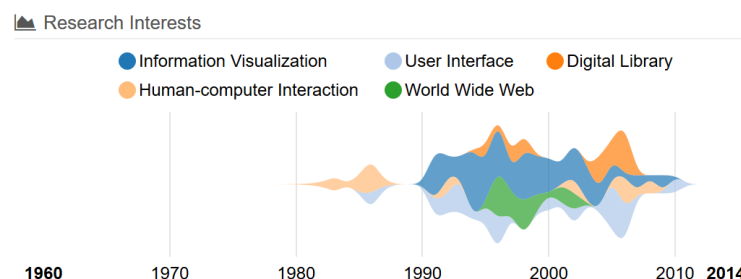 Research Interests
Information Visualization User Interface Digital Library
Human-computer Interaction World Wide Web
1960 1970 1980 1990 2000 2010 2014